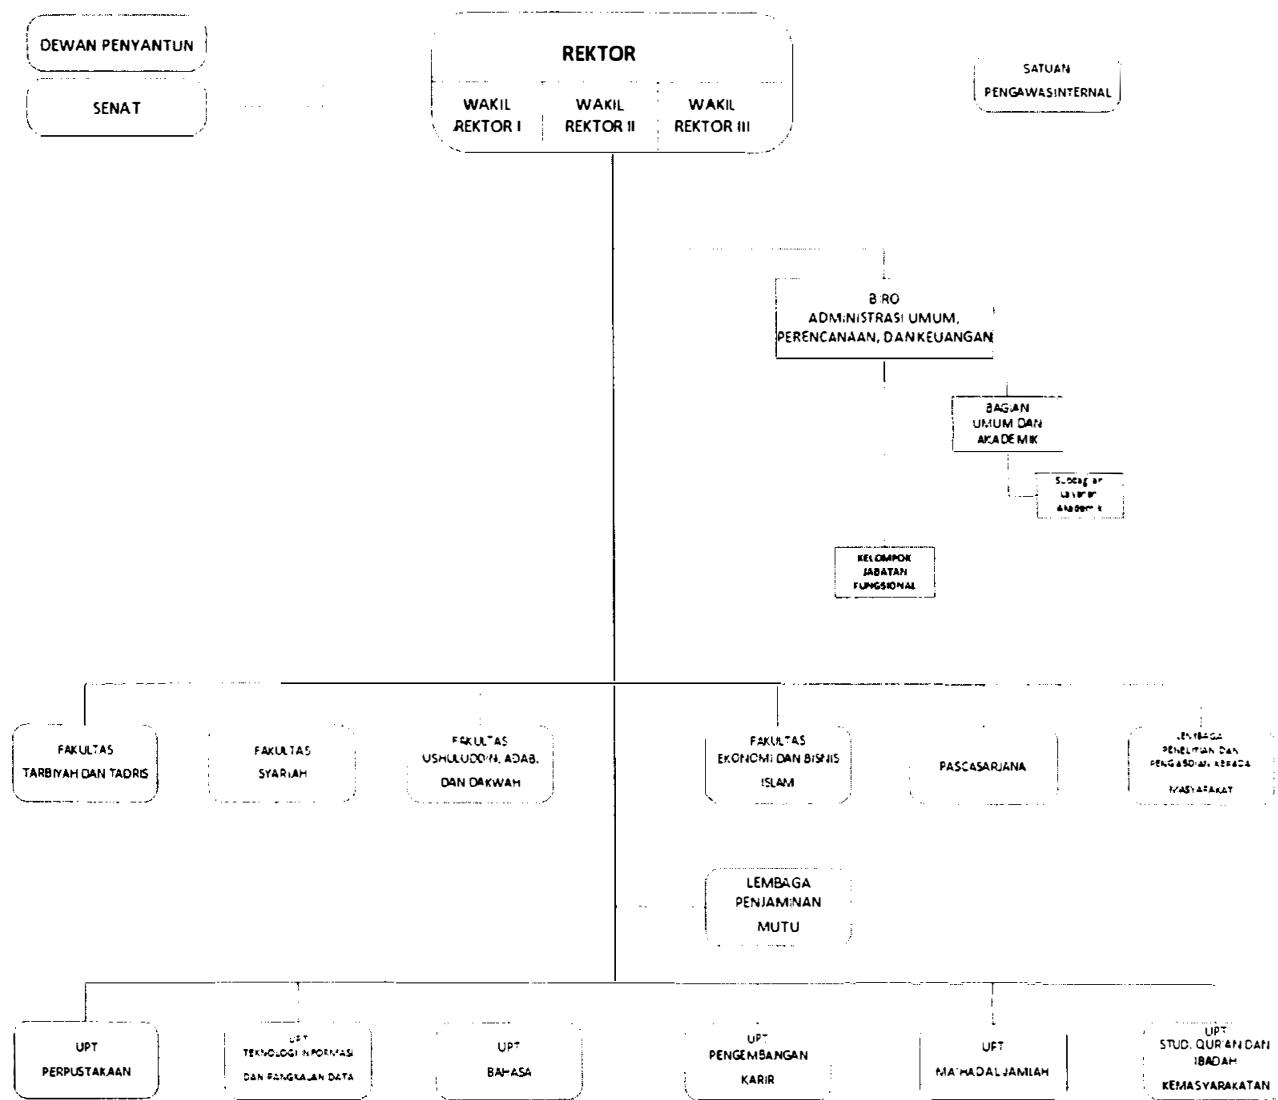 DEWAN PENYANTUN
SENAT
REKTOR
WAKIL
REKTOR I
WAKIL
REKTOR II
WAKIL
REKTOR III
SATUAN
PENGAWASINTERNAL
BIRO
ADMINISTRASI UMUM,
PERENCANAAN, DAN KEUANGAN
BAGIAN
UMUM DAN
AKADEMIK
Subbagian
Layanan
Akademik
KELOMPOK
JABATAN
FUNGSIONAL
FAKULTAS
TARBIYAH DAN TADRIS
FAKULTAS
SYARIAH
FAKULTAS
USHULUDDIN, ADAB,
DAN DAKWAH
FAKULTAS
EKONOMI DAN BISNIS
ISLAM
PASCASARJANA
LEMBAGA
PENELITIAN DAN
PENGABDIAN KEPADA
MASYARAKAT
LEMBAGA
PENJAMINAN
MUTU
UPT
PERPUSTAKAAN
UPT
TEKNOLOGI INFORMASI
DAN PANGKALAN DATA
UPT
BAHASA
UPT
PENGEMBANGAN
KARIR
UPT
MA'HAD AL JAMIAH
UPT
STUDI QUR'AN DAN
IBADAH
KEMASYARAKATAN